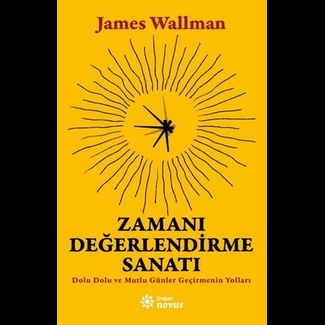 James Wallman
ZAMANI
DEĞERLENDİRME
SANATI
Dolu Dolu ve Mutlu Günler Geçirmenin Yolları
Doğan
novus